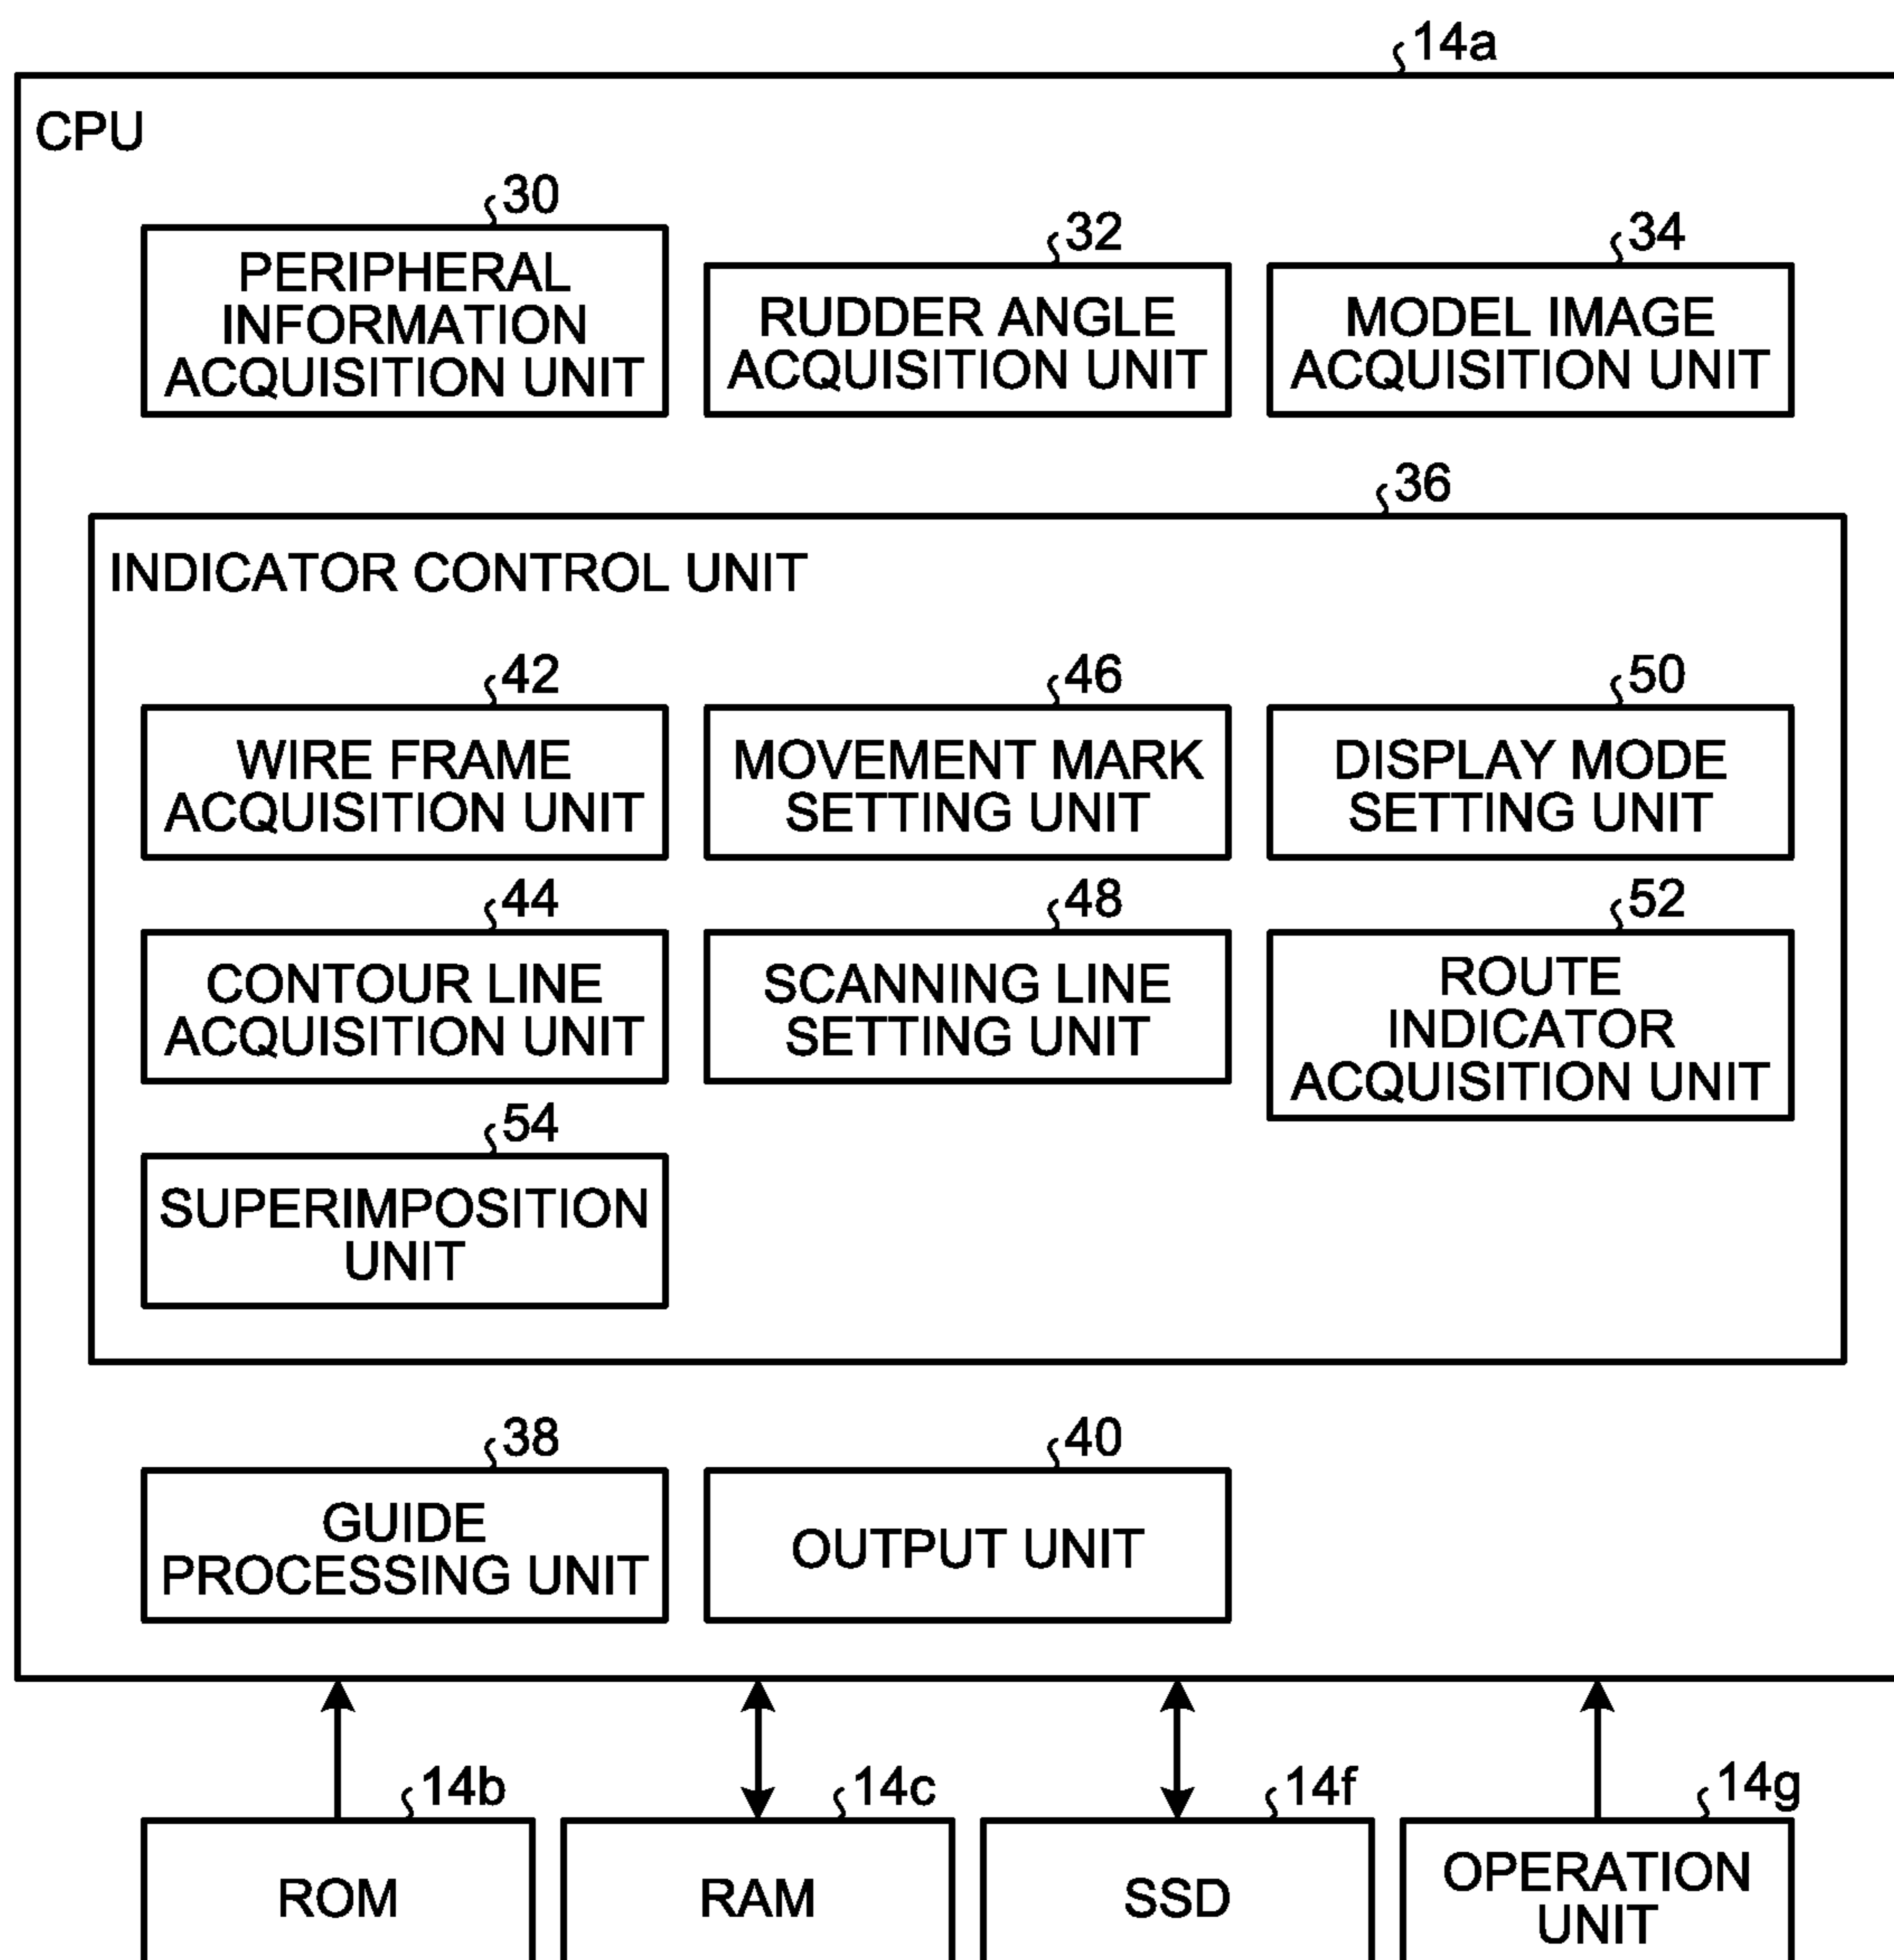 14a
CPU
30
PERIPHERAL
INFORMATION
ACQUISITION UNIT
32
RUDDER ANGLE
ACQUISITION UNIT
34
MODEL IMAGE
ACQUISITION UNIT
36
INDICATOR CONTROL UNIT
42
WIRE FRAME
ACQUISITION UNIT
46
MOVEMENT MARK
SETTING UNIT
50
DISPLAY MODE
SETTING UNIT
44
CONTOUR LINE
ACQUISITION UNIT
48
SCANNING LINE
SETTING UNIT
52
ROUTE
INDICATOR
ACQUISITION UNIT
54
SUPERIMPOSITION
UNIT
38
GUIDE
PROCESSING UNIT
40
OUTPUT UNIT
14b
ROM
14c
RAM
14f
SSD
14g
OPERATION
UNIT